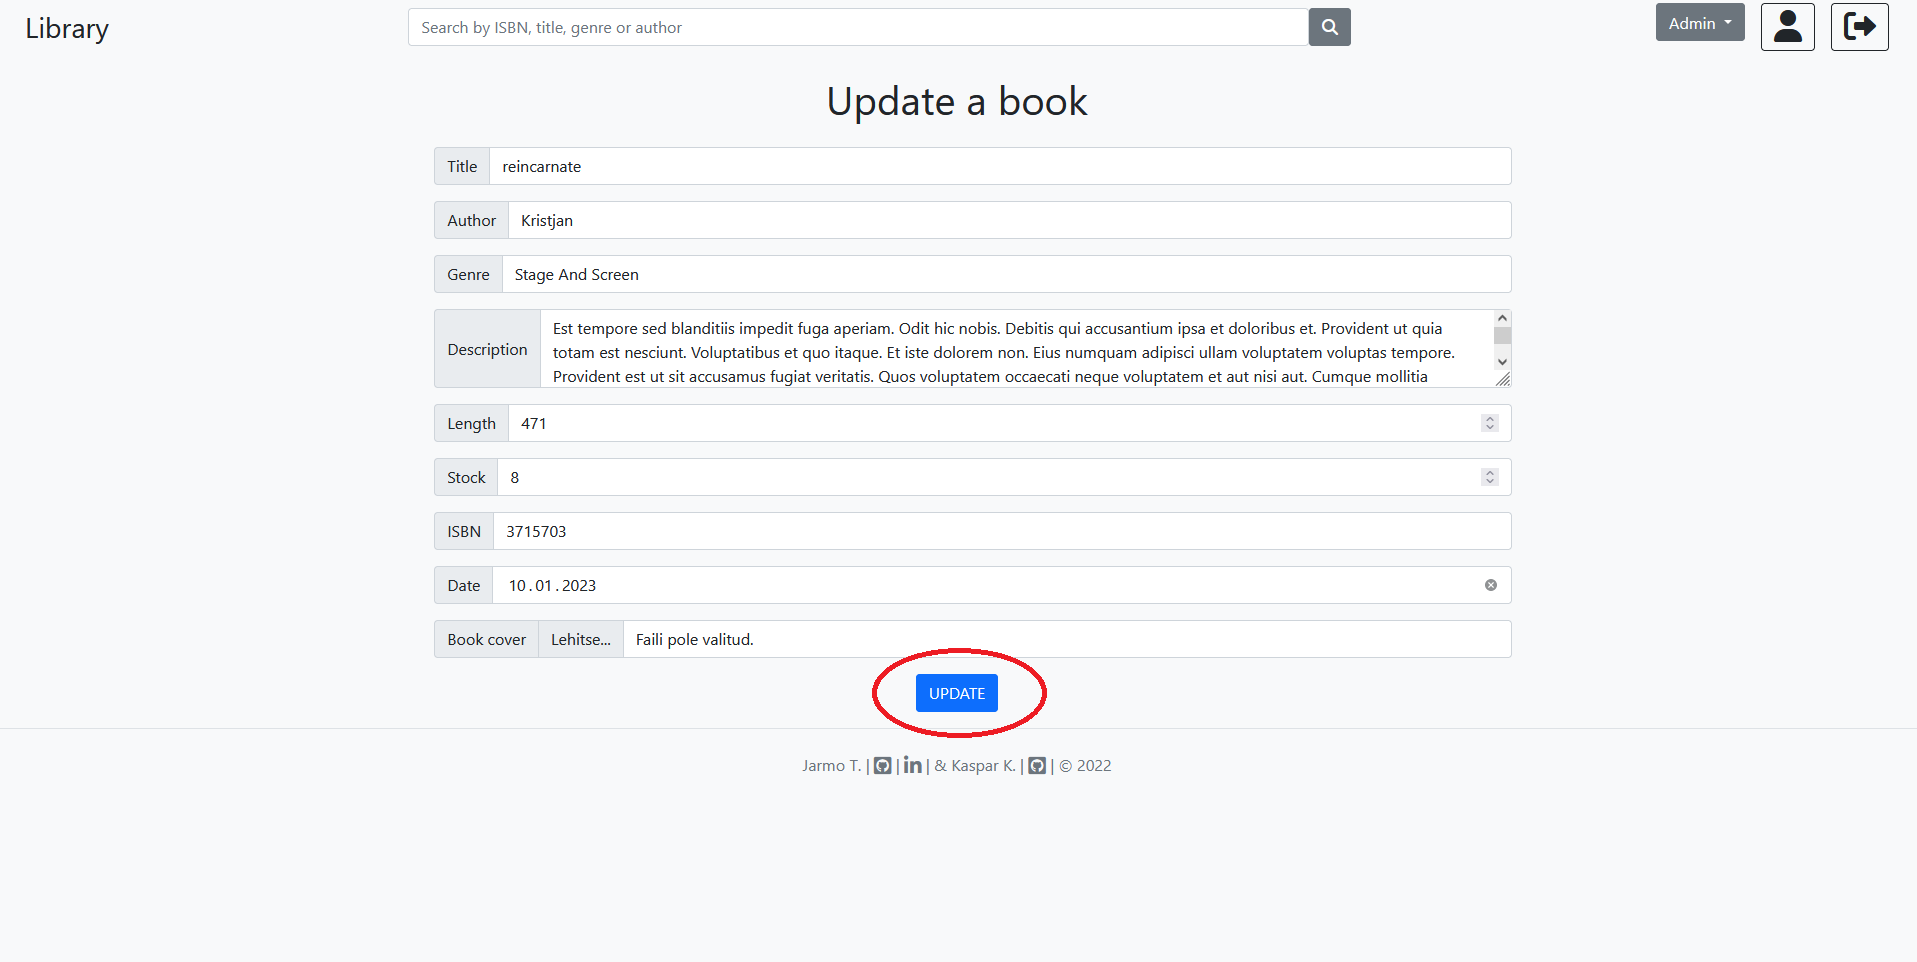 Library
Search by ISBN, title, genre or author
Admin
Update a book
Title reincarnate
Author Kristjan
Genre Stage And Screen
Description
Est tempore sed blanditiis impedit fuga aperiam. Odit hic nobis. Debitis qui accusantium ipsa et doloribus et. Provident ut quia
totam est nesciunt. Voluptatibus et quo itaque. Et iste dolorem non. Eius numquam adipisci ullam voluptatem voluptas tempore.
Provident est ut sit accusamus fugiat veritatis. Quos voluptatem occaecati neque voluptatem et aut nisi aut. Cumque mollitia
Length 471
Stock 8
ISBN 3715703
Date 10.01.2023
Book cover Lehitse... Faili pole valitud.
UPDATE
Jarmo T. | | in | & Kaspar K. | | © 2022